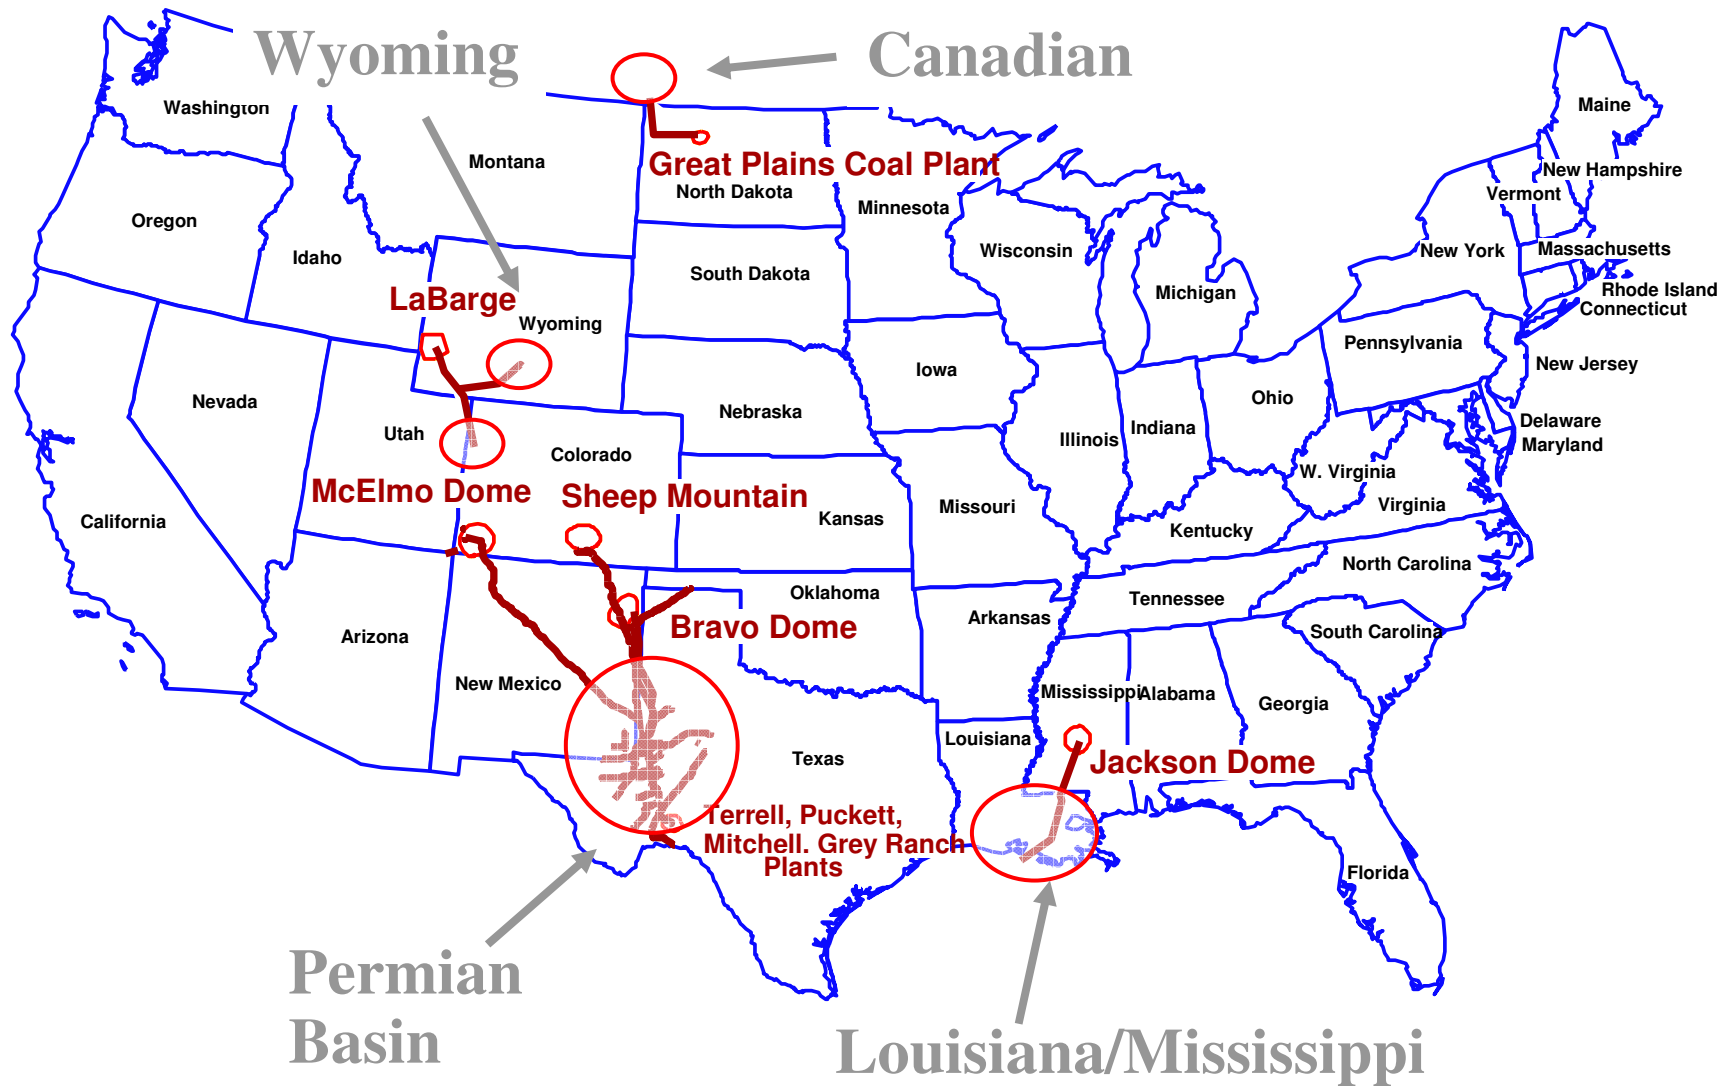 Wyoming
Canadian
Washington
Montana
Great Plains Coal Plant
North Dakota
Minnesota
Maine
New Hampshire
Vermont
Oregon
Idaho
South Dakota
Wisconsin
Michigan
New York
Massachusetts
Rhode Island
Connecticut
LaBarge
Wyoming
Iowa
Pennsylvania
New Jersey
Nevada
Utah
Nebraska
Illinois
Indiana
Ohio
Delaware
Maryland
Colorado
W. Virginia
Virginia
McElmo Dome
Sheep Mountain
California
Kansas
Missouri
Kentucky
North Carolina
Oklahoma
Arkansas
Tennessee
South Carolina
Arizona
Bravo Dome
New Mexico
Mississippi
Alabama
Georgia
Texas
Louisiana
Jackson Dome
Terrell, Puckett,
Mitchell. Grey Ranch
Plants
Florida
Permian
Basin
Louisiana/Mississippi